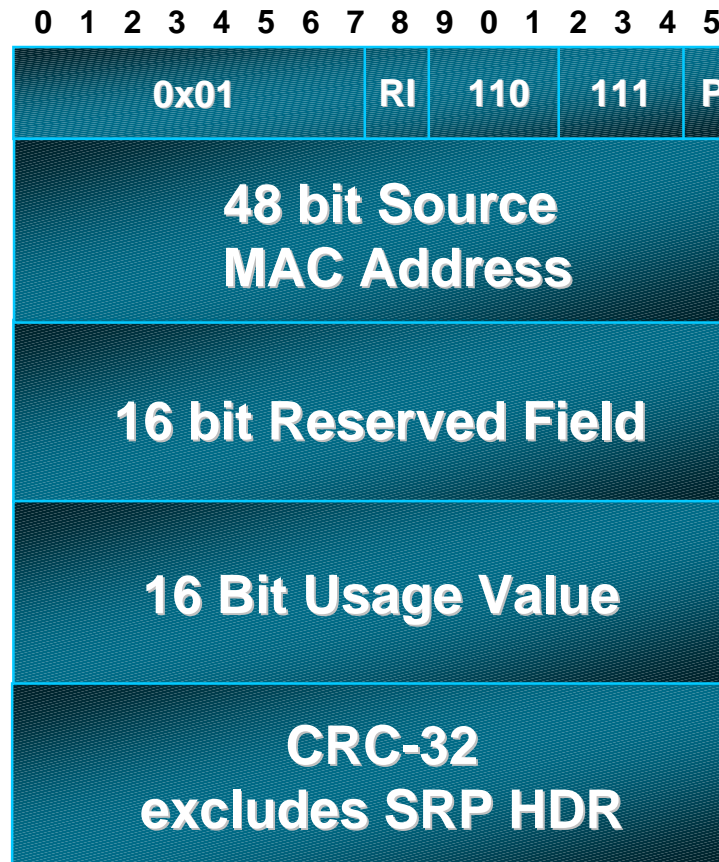 0 1 2 3 4 5 6 7 8 9 0 1 2 3 4 5
0x01 RI 110 111 P
48 bit Source
MAC Address
16 bit Reserved Field
16 Bit Usage Value
CRC-32
excludes SRP HDR